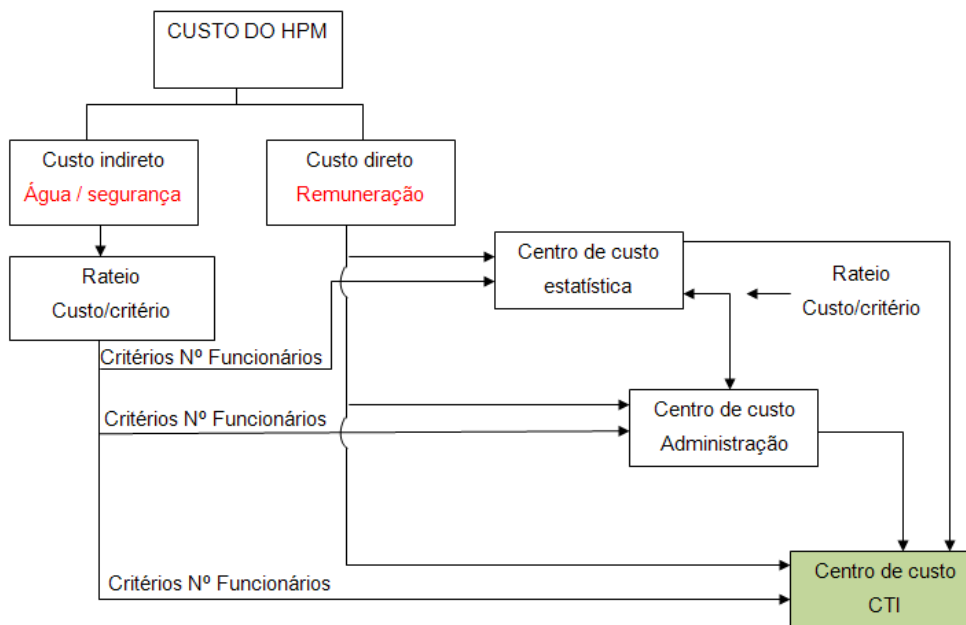 CUSTO DO HPM
Custo indireto
Água / segurança
Custo direto
Remuneração
Rateio
Custo/critério
Centro de custo
estatística
Rateio
Custo/critério
Critérios Nº Funcionários
Critérios Nº Funcionários
Centro de custo
Administração
Critérios Nº Funcionários
Centro de custo
CTI